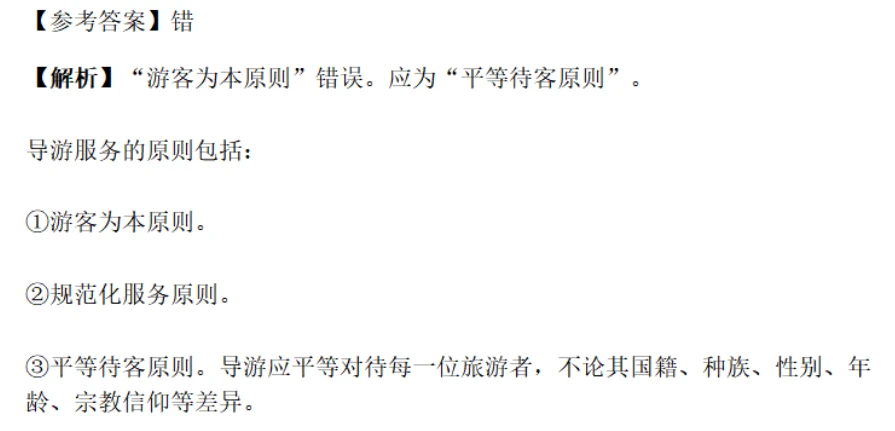 【参考答案】错
【解析】“游客为本原则”错误。应为“平等待客原则”。
导游服务的原则包括：
①游客为本原则。
②规范化服务原则。
③平等待客原则。导游应平等对待每一位旅游者，不论其国籍、种族、性别、年
龄、宗教信仰等差异。